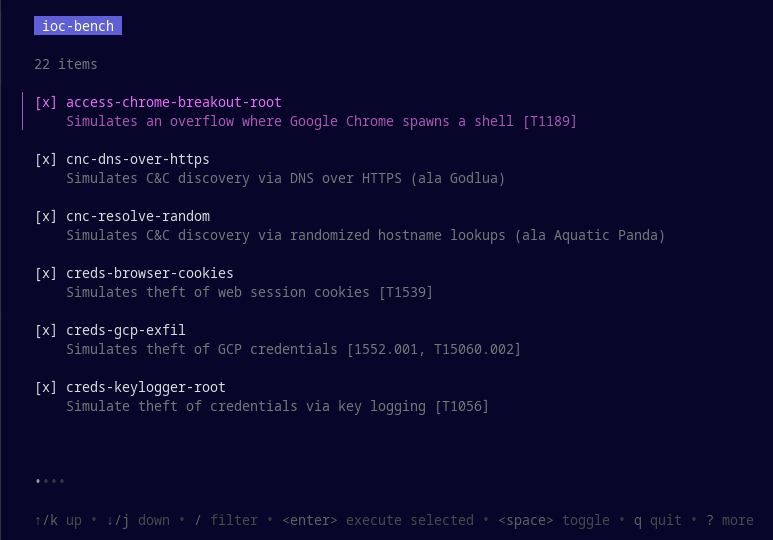 ioc-bench
22 items
[x] access-chrome-breakout-root
Simulates an overflow where Google Chrome spawns a shell [T1189]
[x] cnc-dns-over-https
Simulates C&C discovery via DNS over HTTPS (ala Godlua)
[x] cnc-resolve-random
Simulates C&C discovery via randomized hostname lookups (ala Aquatic Panda)
[x] creds-browser-cookies
Simulates theft of web session cookies [T1539]
[x] creds-gcp-exfil
Simulates theft of GCP credentials [1552.001, T15060.002]
[x] creds-keylogger-root
Simulate theft of credentials via key logging [T1056]
••••
↑/k up • ↓/j down • / filter • <enter> execute selected • <space> toggle • q quit • ? more